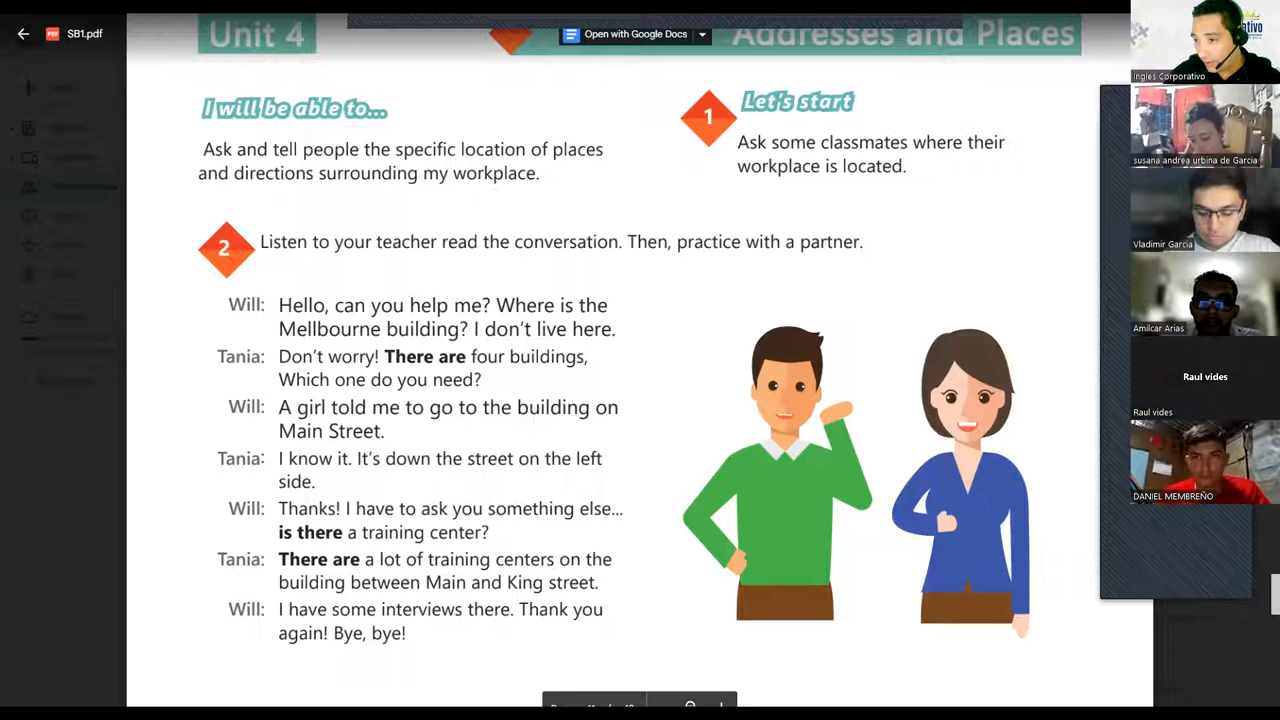 SB1.pdf
Unit 4
Open with Google Docs
Addresses and Places
I will be able to...
Ask and tell people the specific location of places
and directions surrounding my workplace.
1
Let's start
Ask some classmates where their
workplace is located.
2
Listen to your teacher read the conversation. Then, practice with a partner.
Will: Hello, can you help me? Where is the
Mellbourne building? I don't live here.
Tania: Don't worry! There are four buildings,
Which one do you need?
Will: A girl told me to go to the building on
Main Street.
Tania: I know it. It's down the street on the left
side.
Will: Thanks! I have to ask you something else...
is there a training center?
Tania: There are a lot of training centers on the
building between Main and King street.
Will: I have some interviews there. Thank you
again! Bye, bye!
Ingles Corporativo
susana andrea urbina de Garcia
Vladimir Garcia
Amilcar Arias
Raul vides
Raul vides
DANIEL MEMBREÑO